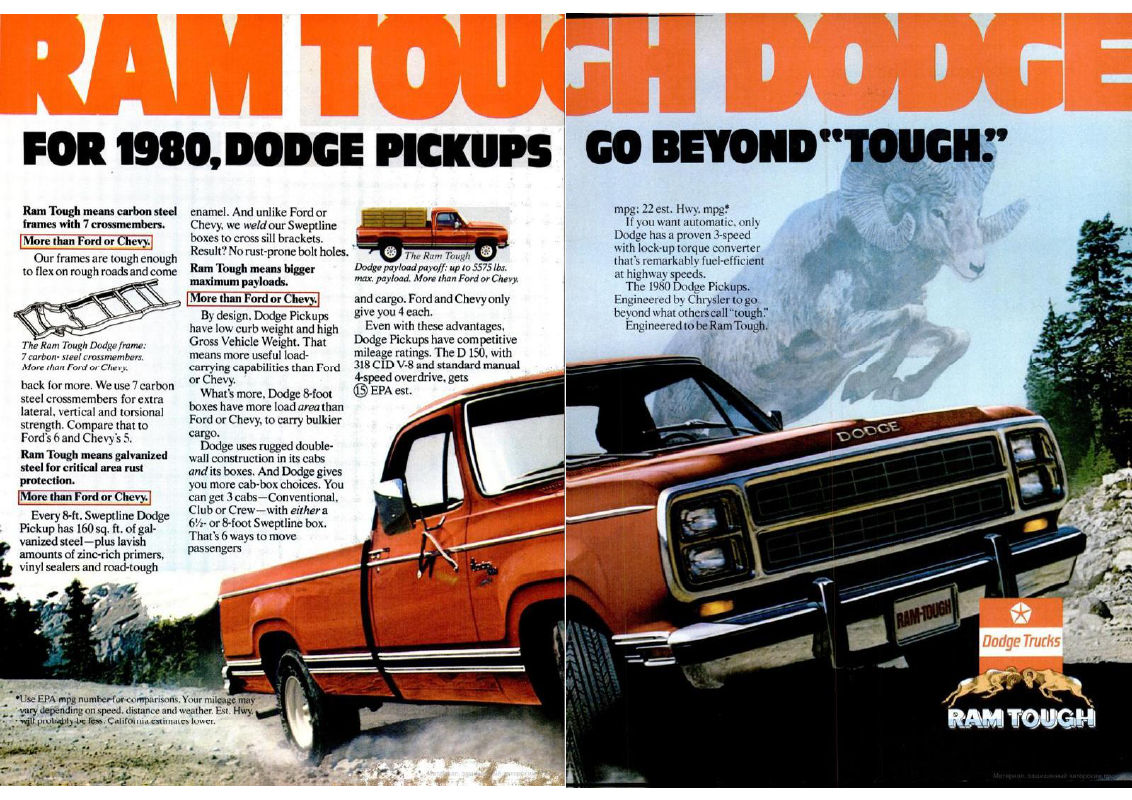 RAM TOUGH DODGE
FOR 1980, DODGE PICKUPS GO BEYOND "TOUGH."
Ram Tough means carbon steel
frames with 7 crossmembers.
More than Ford or Chevy.
Our frames are tough enough
to flex on rough roads and come
The Ram Tough Dodge frame:
7 carbon-steel crossmembers.
More than Ford or Chevy.
back for more. We use 7 carbon
steel crossmembers for extra
lateral, vertical and torsional
strength. Compare that to
Ford's 6 and Chevy's 5.
Ram Tough means galvanized
steel for critical area rust
protection.
More than Ford or Chevy.
Every 8-ft. Sweptline Dodge
Pickup has 160 sq. ft. of gal-
vanized steel—plus lavish
amounts of zinc-rich primers,
vinyl sealers and road-tough
enamel. And unlike Ford or
Chevy, we weld our Sweptline
boxes to cross sill brackets.
Result? No rust-prone bolt holes.
Ram Tough means bigger
maximum payloads.
More than Ford or Chevy.
By design, Dodge Pickups
have low curb weight and high
Gross Vehicle Weight. That
means more useful load-
carrying capabilities than Ford
or Chevy.
What's more, Dodge 8-foot
boxes have more load area than
Ford or Chevy, to carry bulkier
cargo.
Dodge uses rugged double-
wall construction in its cabs
and its boxes. And Dodge gives
you more cab-box choices. You
can get 3 cabs—Conventional,
Club or Crew—with either a
6½- or 8-foot Sweptline box.
That's 6 ways to move
passengers
The Ram Tough
Dodge payload payoff: up to 5575 lbs.
max. payload. More than Ford or Chevy.
and cargo. Ford and Chevy only
give you 4 each.
Even with these advantages,
Dodge Pickups have competitive
mileage ratings. The D 150, with
318 CID V-8 and standard manual
4-speed overdrive, gets
15 EPA est.
mpg; 22 est. Hwy. mpg.*
If you want automatic, only
Dodge has a proven 3-speed
with lock-up torque converter
that's remarkably fuel-efficient
at highway speeds.
The 1980 Dodge Pickups.
Engineered by Chrysler to go
beyond what others call "tough."
Engineered to be Ram Tough.
DODGE
RAM-TOUGH
Dodge Trucks
RAM TOUGH
*Use EPA mpg number for comparisons. Your mileage may
vary depending on speed, distance and weather. Est. Hwy.
will probably be less. California estimates lower.